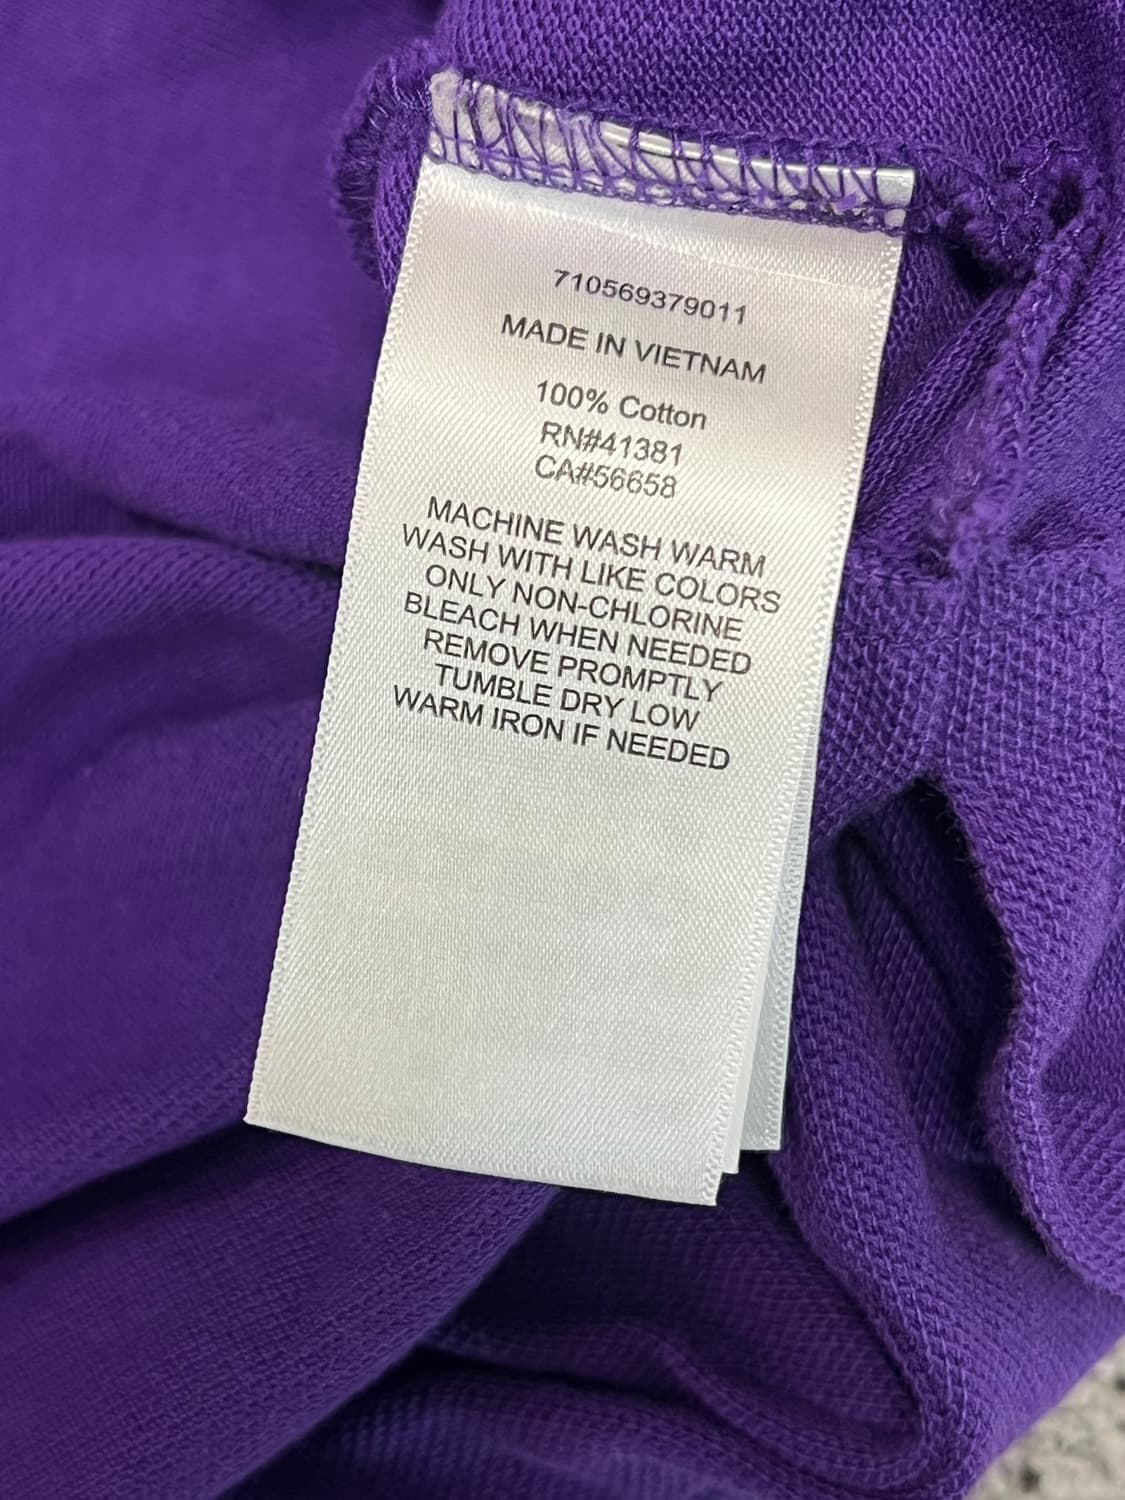 710569379011
MADE IN VIETNAM
100% Cotton
RN#41381
CA#56658
MACHINE WASH WARM
WASH WITH LIKE COLORS
ONLY NON-CHLORINE
BLEACH WHEN NEEDED
REMOVE PROMPTLY
TUMBLE DRY LOW
WARM IRON IF NEEDED